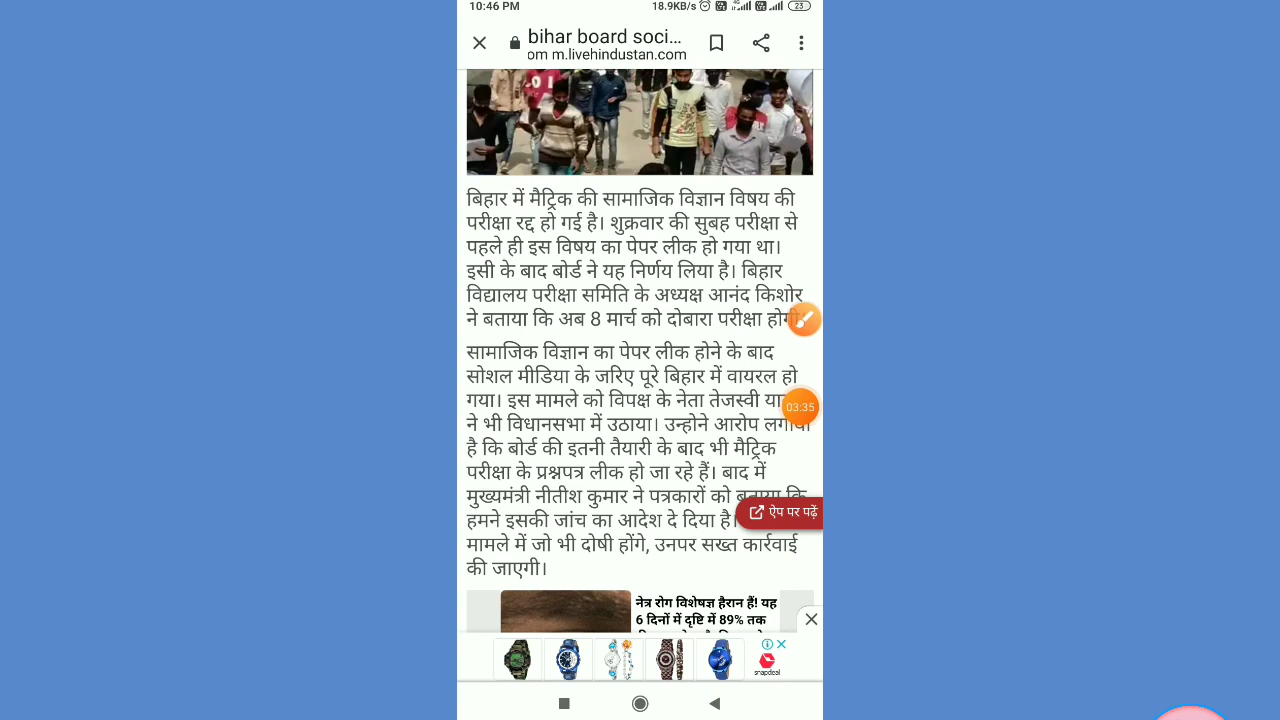 10:46 PM
18.9KB/s
4G
23
bihar board soci...
om m.livehindustan.com
बिहार में मैट्रिक की सामाजिक विज्ञान विषय की
परीक्षा रद्द हो गई है। शुक्रवार की सुबह परीक्षा से
पहले ही इस विषय का पेपर लीक हो गया था।
इसी के बाद बोर्ड ने यह निर्णय लिया है। बिहार
विद्यालय परीक्षा समिति के अध्यक्ष आनंद किशोर
ने बताया कि अब 8 मार्च को दोबारा परीक्षा होगी
सामाजिक विज्ञान का पेपर लीक होने के बाद
सोशल मीडिया के जरिए पूरे बिहार में वायरल हो
गया। इस मामले को विपक्ष के नेता तेजस्वी
03:35
ने भी विधानसभा में उठाया। उन्होने आरोप लगाया
है कि बोर्ड की इतनी तैयारी के बाद भी मैट्रिक
परीक्षा के प्रश्नपत्र लीक हो जा रहे हैं। बाद में
मुख्यमंत्री नीतीश कुमार ने पत्रकारों को बताया कि
ऐप पर पढ़ें
हमने इसकी जांच का आदेश दे दिया है।
मामले में जो भी दोषी होंगे, उनपर सख्त कार्रवाई
की जाएगी।
नेत्र रोग विशेषज्ञ हैरान हैं! यह
6 दिनों में दृष्टि में 89% तक
snapdeal